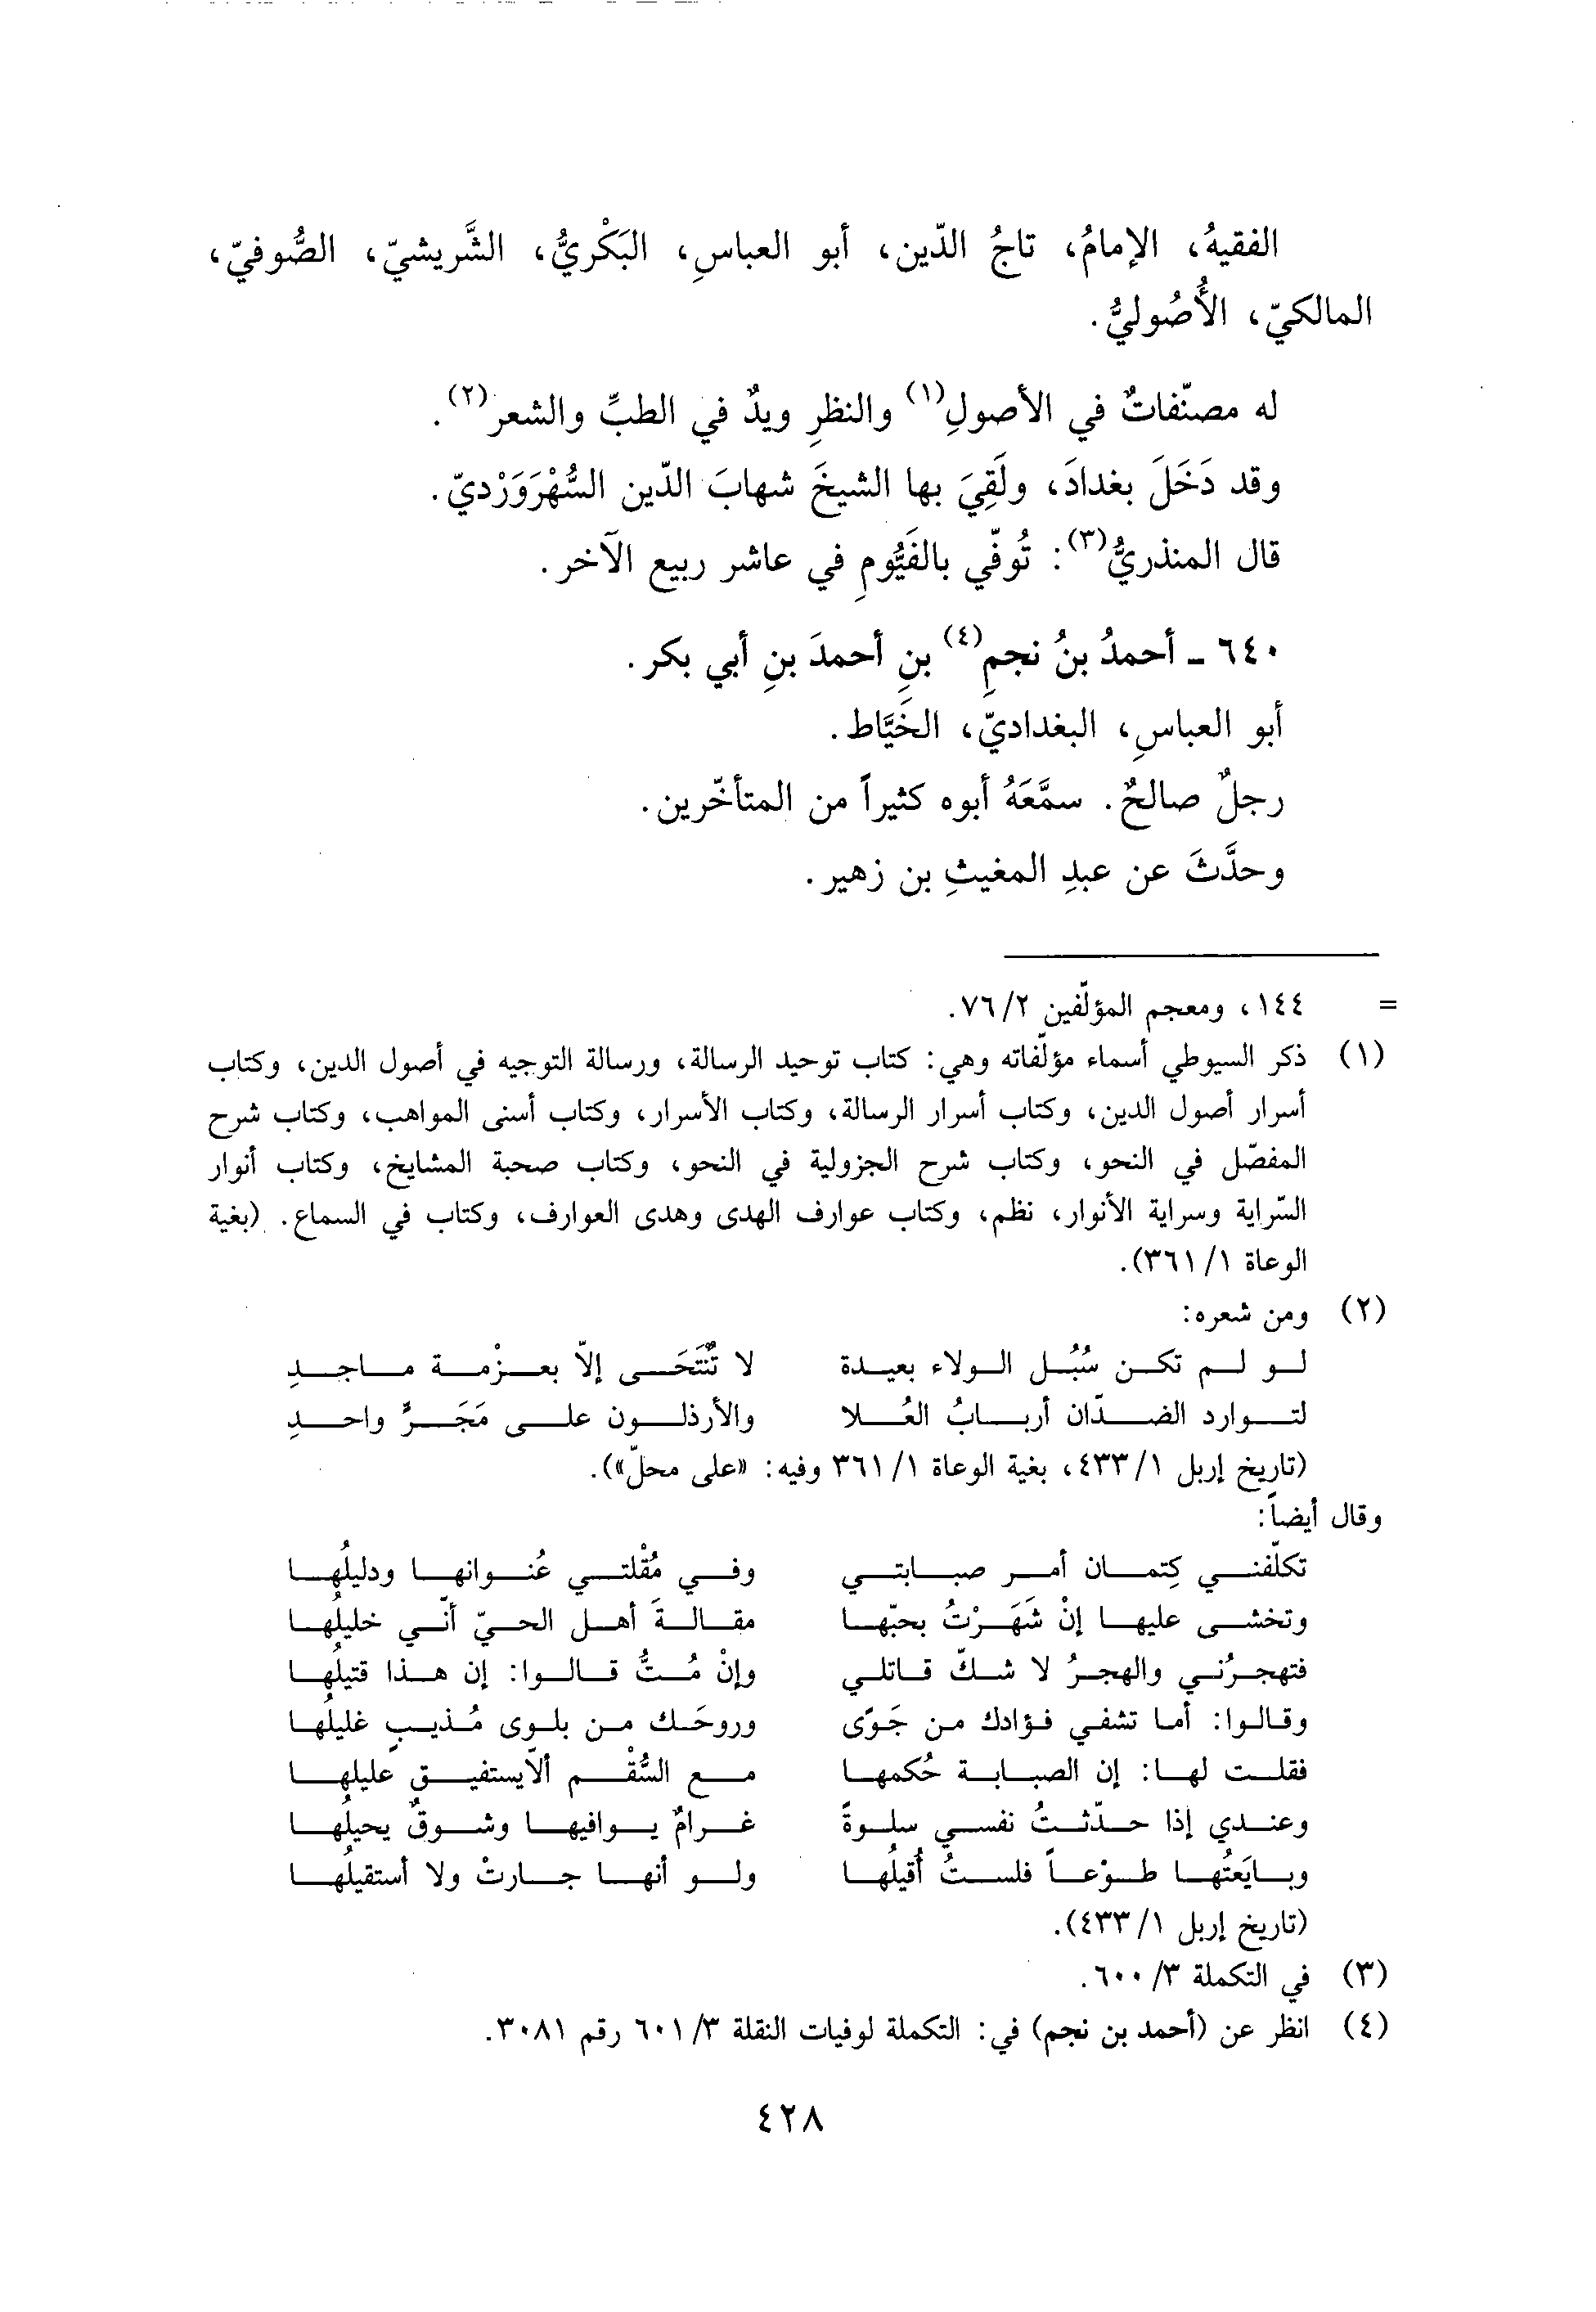 الفقيهُ، الإمامُ، تاجُ الدّين، أبو العباسِ، البَكْريُّ، الشَّريشيّ، الصُّوفيّ،
المالكيّ، الأُصُوليُّ.
له مصنّفاتٌ في الأصولِ(١) والنظرِ ويدٌ في الطبِّ والشعر(٢).
وقد دَخَلَ بغدادَ، ولَقِيَ بها الشيخَ شهابَ الدّين السُّهْرَوَرْديّ.
قال المنذريُّ(٣): تُوفّي بالفَيُّومِ في عاشر ربيع الآخر.
٦٤٠ ـ أحمدُ بنُ نجمِ(٤) بنِ أحمدَ بنِ أبي بكر.
أبو العباسِ، البغداديّ، الخَيَّاط.
رجلٌ صالحٌ. سمَّعَهُ أبوه كثيراً من المتأخّرين.
وحدَّثَ عن عبدِ المغيثِ بن زهير.
= ١٤٤، ومعجم المؤلّفين ٧٦/٢.
(١) ذكر السيوطي أسماء مؤلّفاته وهي: كتاب توحيد الرسالة، ورسالة التوجيه في أصول الدين، وكتاب
أسرار أصول الدين، وكتاب أسرار الرسالة، وكتاب الأسرار، وكتاب أسنى المواهب، وكتاب شرح
المفصّل في النحو، وكتاب شرح الجزولية في النحو، وكتاب صحبة المشايخ، وكتاب أنوار
السّراية وسراية الأنوار، نظم، وكتاب عوارف الهدى وهدى العوارف، وكتاب في السماع. (بغية
الوعاة ٣٦١/١).
(٢) ومن شعره:
لو لم تكن سُبُل الولاء بعيدة لا تُنْتَحَى إلاّ بعزْمة ماجدِ
لتوارد الضدّان أربابُ العُلا والأرذلون على مَجَرٍّ واحدِ
(تاريخ إربل ٤٣٣/١، بغية الوعاة ٣٦١/١ وفيه: «على محلّ»).
وقال أيضاً:
تكلّفني كِتمان أمر صبابتي وفي مُقْلتي عُنوانها ودليلُها
وتخشى عليها إنْ شَهَرْتُ بحبّها مقالةَ أهل الحيّ أنّي خليلُها
فتهجرُني والهجرُ لا شكّ قاتلي وإنْ مُتُّ قالوا: إن هذا قتيلُها
وقالوا: أما تشفي فؤادك من جَوًى وروحَك من بلوى مُذيبٍ غليلُها
فقلت لها: إن الصبابة حُكمها مع السُّقْم ألاّيستفيق عليلها
وعندي إذا حدّثتُ نفسي سلوةً غرامٌ يوافيها وشوقٌ يحيلُها
وبايَعتُها طوْعاً فلستُ أُقيلُها ولو أنها جارتْ ولا أستقيلُها
(تاريخ إربل ٤٣٣/١).
(٣) في التكملة ٦٠٠/٣.
(٤) انظر عن (أحمد بن نجم) في: التكملة لوفيات النقلة ٦٠١/٣ رقم ٣٠٨١.
٤٢٨